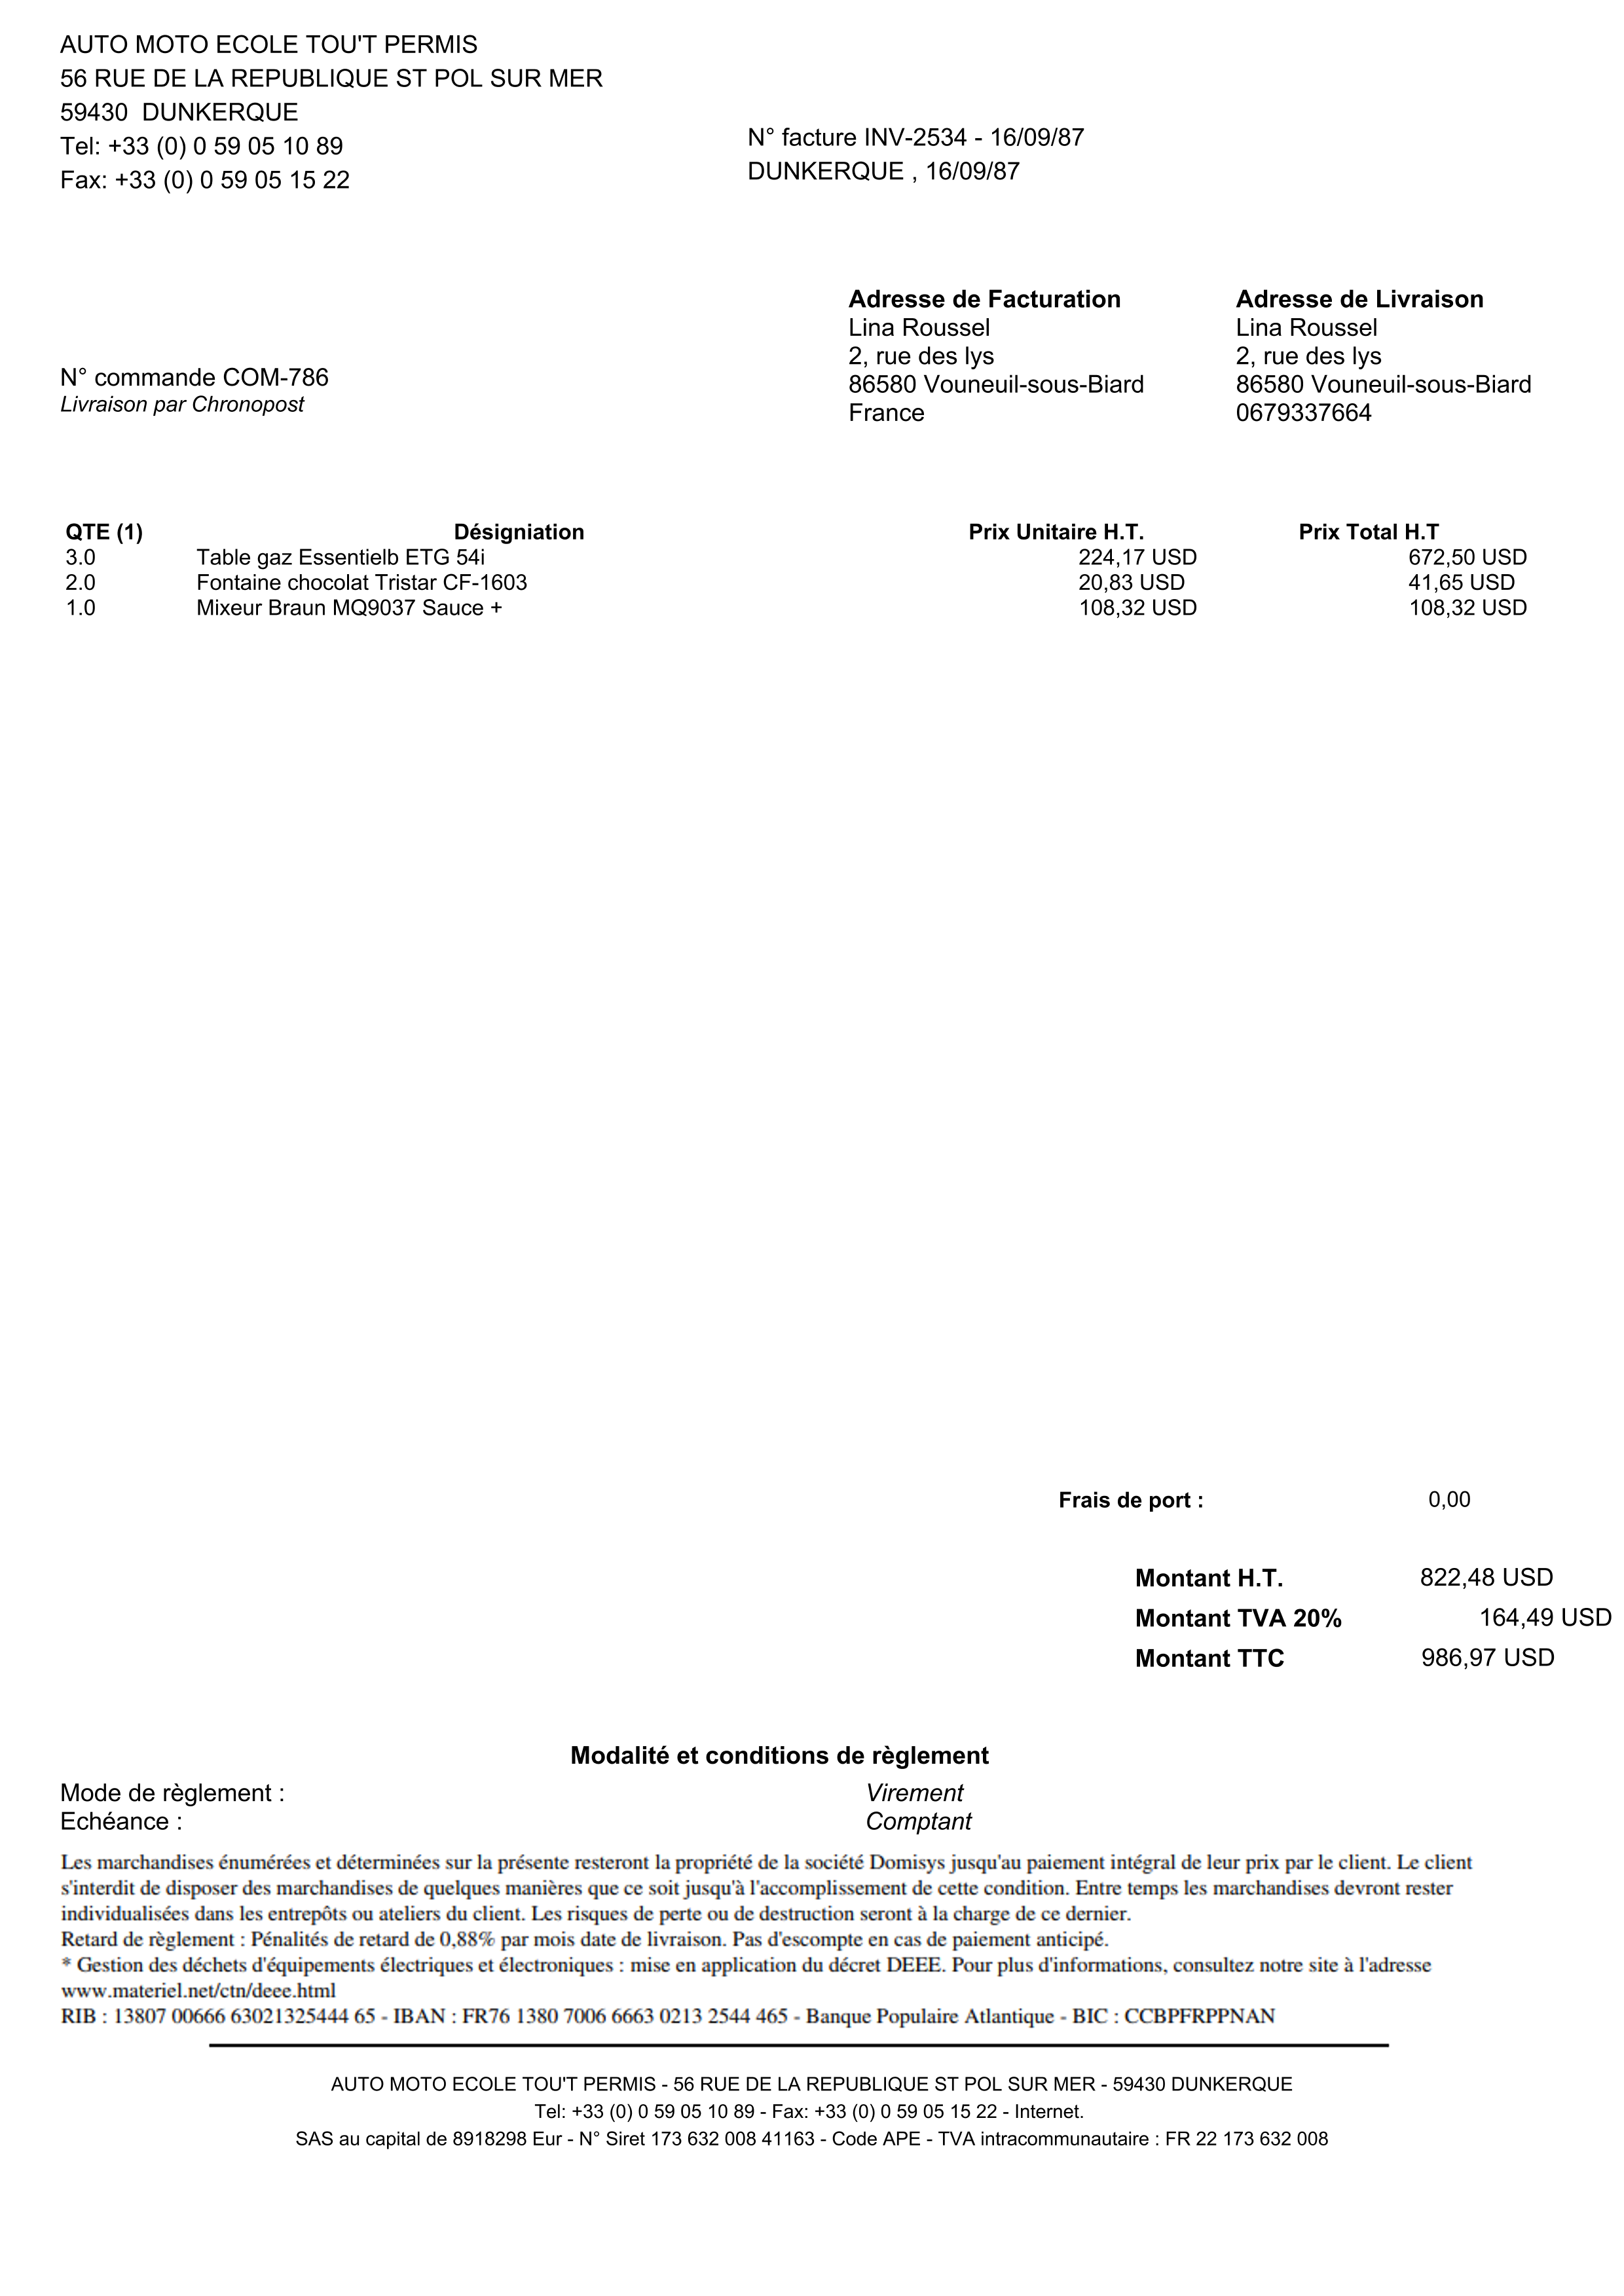 AUTO MOTO ECOLE TOU'T PERMIS
56 RUE DE LA REPUBLIQUE ST POL SUR MER
59430  DUNKERQUE
Tel: +33 (0) 0 59 05 10 89
Fax: +33 (0) 0 59 05 15 22
N° facture INV-2534 - 16/09/87
DUNKERQUE , 16/09/87
N° commande COM-786
Livraison par Chronopost
Adresse de Facturation
Lina Roussel
2, rue des lys
86580 Vouneuil-sous-Biard
France
Adresse de Livraison
Lina Roussel
2, rue des lys
86580 Vouneuil-sous-Biard
0679337664
QTE (1) Désigniation Prix Unitaire H.T. Prix Total H.T
3.0 Table gaz Essentielb ETG 54i 224,17 USD 672,50 USD
2.0 Fontaine chocolat Tristar CF-1603 20,83 USD 41,65 USD
1.0 Mixeur Braun MQ9037 Sauce + 108,32 USD 108,32 USD
Frais de port : 0,00
Montant H.T. 822,48 USD
Montant TVA 20% 164,49 USD
Montant TTC 986,97 USD
Modalité et conditions de règlement
Mode de règlement : Virement
Echéance : Comptant
Les marchandises énumérées et déterminées sur la présente resteront la propriété de la société Domisys jusqu'au paiement intégral de leur prix par le client. Le client
s'interdit de disposer des marchandises de quelques manières que ce soit jusqu'à l'accomplissement de cette condition. Entre temps les marchandises devront rester
individualisées dans les entrepôts ou ateliers du client. Les risques de perte ou de destruction seront à la charge de ce dernier.
Retard de règlement : Pénalités de retard de 0,88% par mois date de livraison. Pas d'escompte en cas de paiement anticipé.
* Gestion des déchets d'équipements électriques et électroniques : mise en application du décret DEEE. Pour plus d'informations, consultez notre site à l'adresse
www.materiel.net/ctn/deee.html
RIB : 13807 00666 63021325444 65 - IBAN : FR76 1380 7006 6663 0213 2544 465 - Banque Populaire Atlantique - BIC : CCBPFRPPNAN
AUTO MOTO ECOLE TOU'T PERMIS - 56 RUE DE LA REPUBLIQUE ST POL SUR MER - 59430 DUNKERQUE
Tel: +33 (0) 0 59 05 10 89 - Fax: +33 (0) 0 59 05 15 22 - Internet.
SAS au capital de 8918298 Eur - N° Siret 173 632 008 41163 - Code APE - TVA intracommunautaire : FR 22 173 632 008